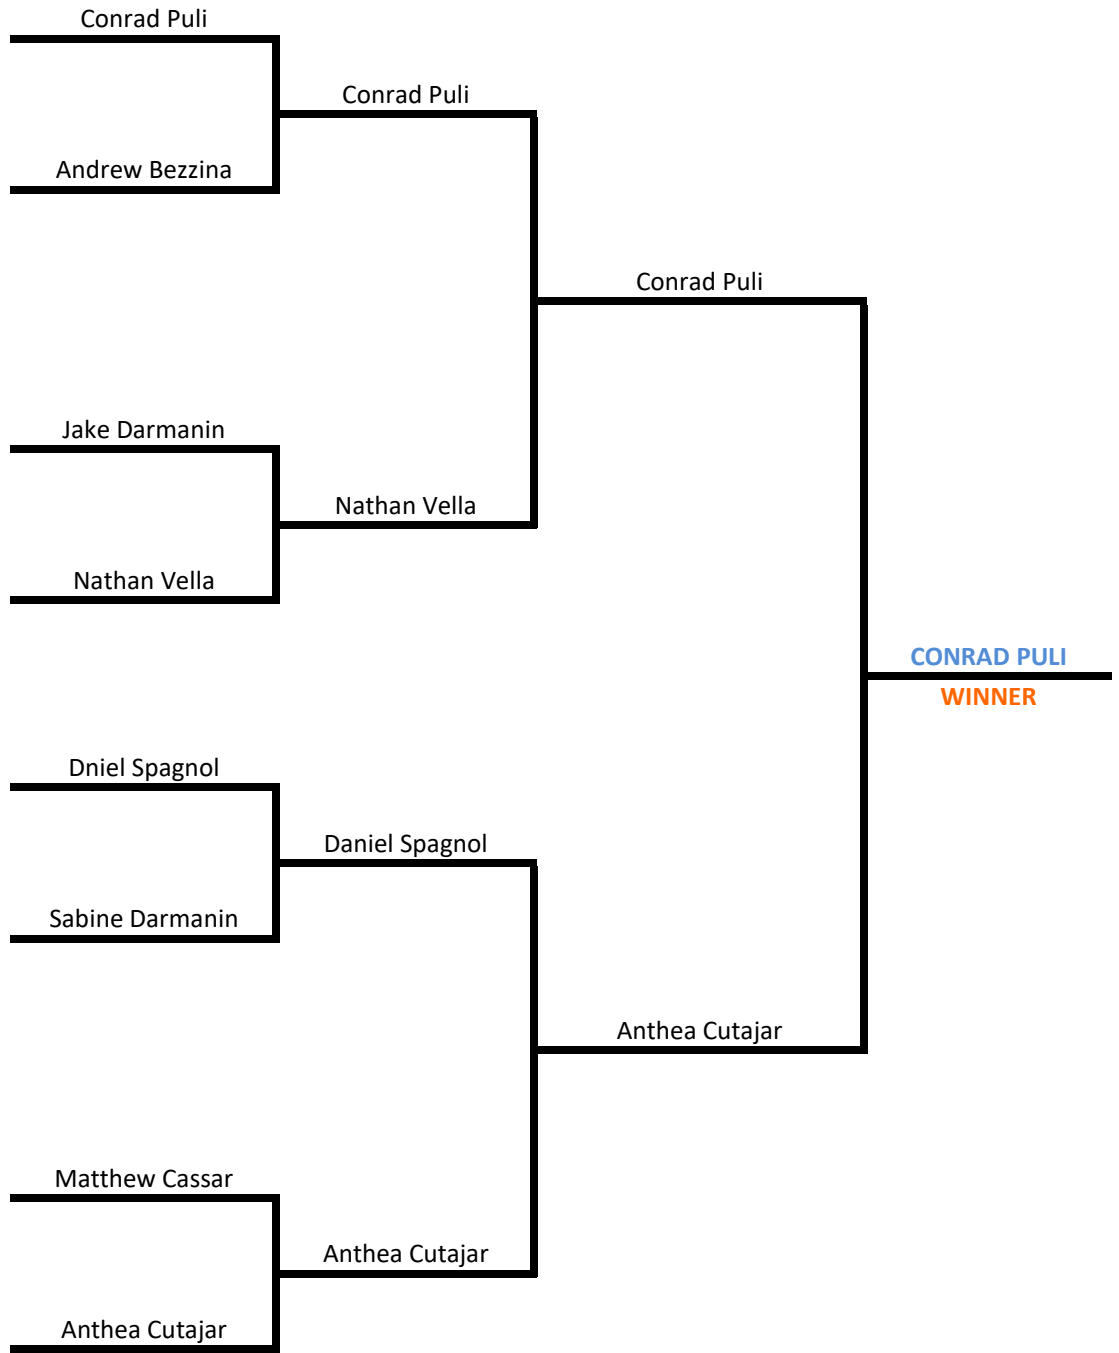 Conrad Puli
Conrad Puli
Andrew Bezzina
Conrad Puli
Jake Darmanin
Nathan Vella
Nathan Vella
CONRAD PULI
WINNER
Dniel Spagnol
Daniel Spagnol
Sabine Darmanin
Anthea Cutajar
Matthew Cassar
Anthea Cutajar
Anthea Cutajar